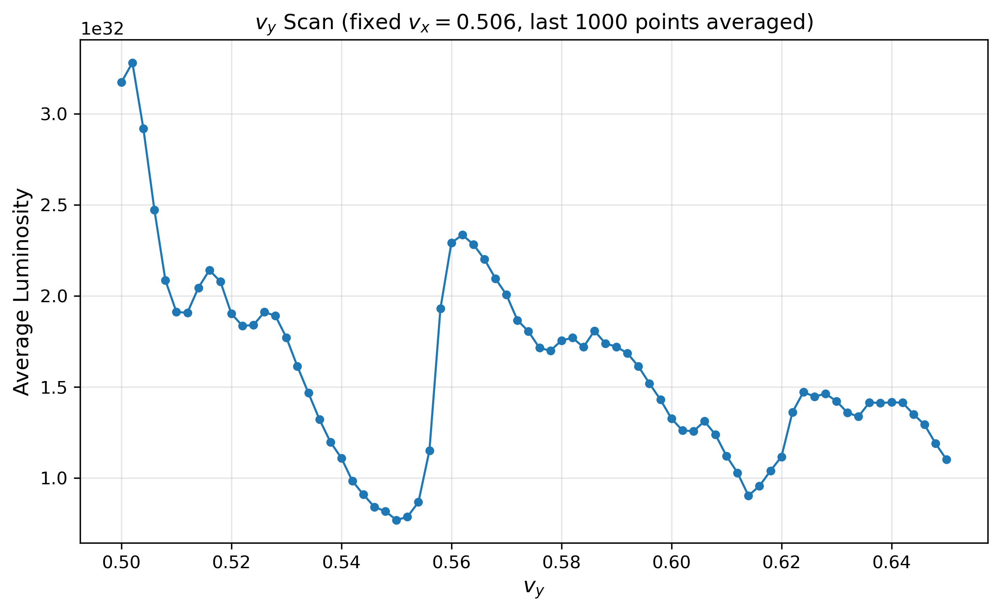 v_y Scan (fixed v_x = 0.506, last 1000 points averaged)
1e32
3.0
2.5
2.0
1.5
1.0
Average Luminosity
0.50 0.52 0.54 0.56 0.58 0.60 0.62 0.64
v_y